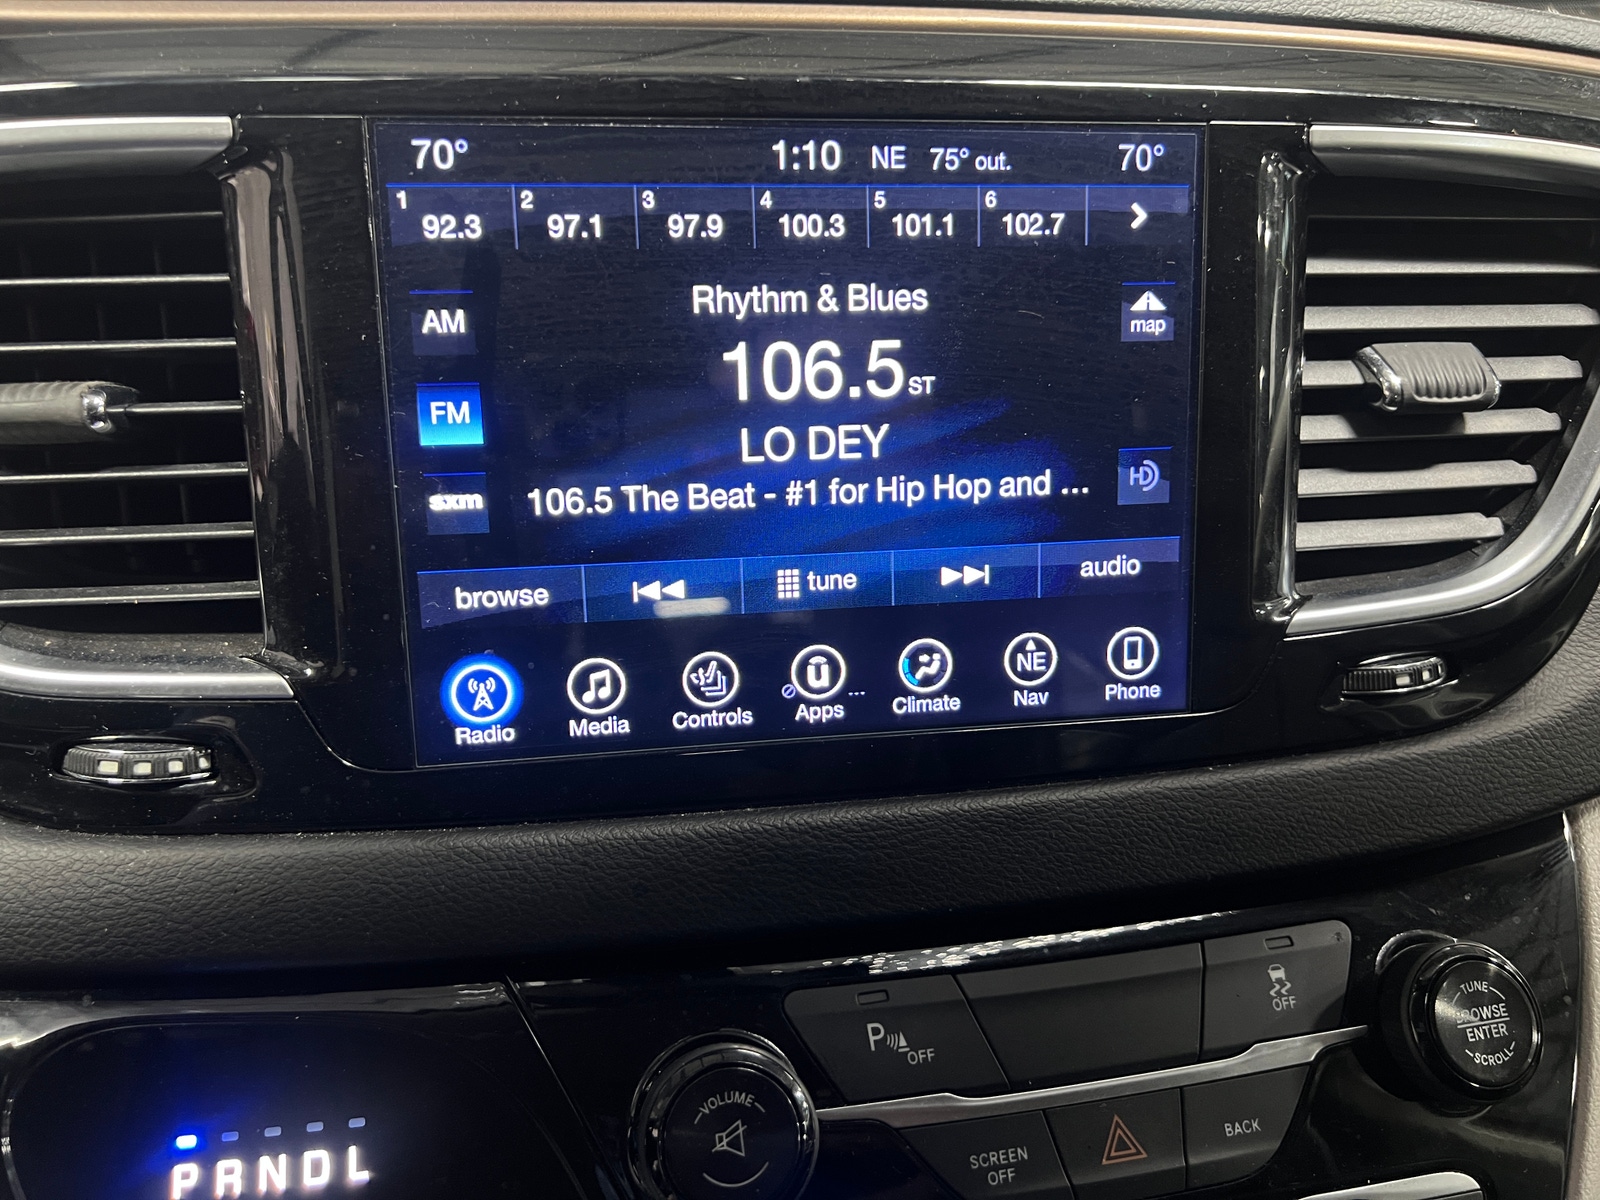 70° 1:10 NE 75° out. 70°
1 92.3 2 97.1 3 97.9 4 100.3 5 101.1 6 102.7
Rhythm & Blues
AM
map
106.5 ST
FM
LO DEY
HD
sxm
106.5 The Beat - #1 for Hip Hop and ...
browse tune audio
NE
Radio Media Controls Apps Climate Nav Phone
TUNE
BROWSE
ENTER
SCROLL
OFF
P OFF
VOLUME
SCREEN
OFF
BACK
P R N D L